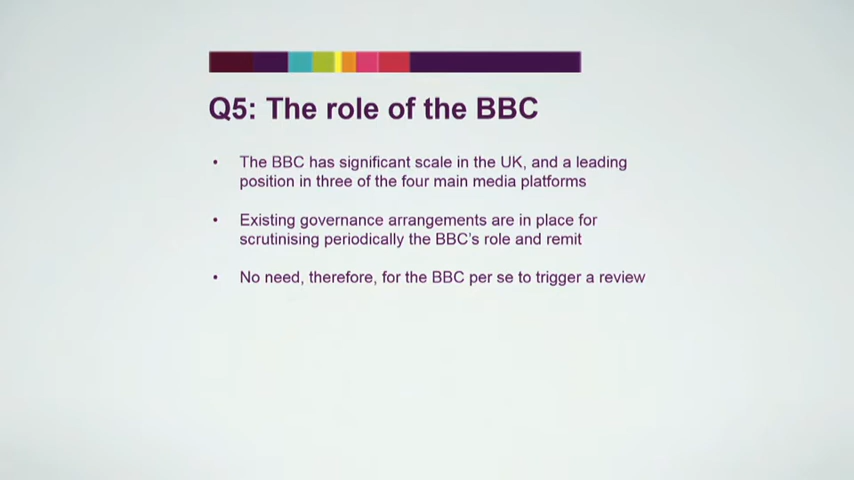 Q5: The role of the BBC
• The BBC has significant scale in the UK, and a leading
position in three of the four main media platforms
• Existing governance arrangements are in place for
scrutinising periodically the BBC's role and remit
• No need, therefore, for the BBC per se to trigger a review